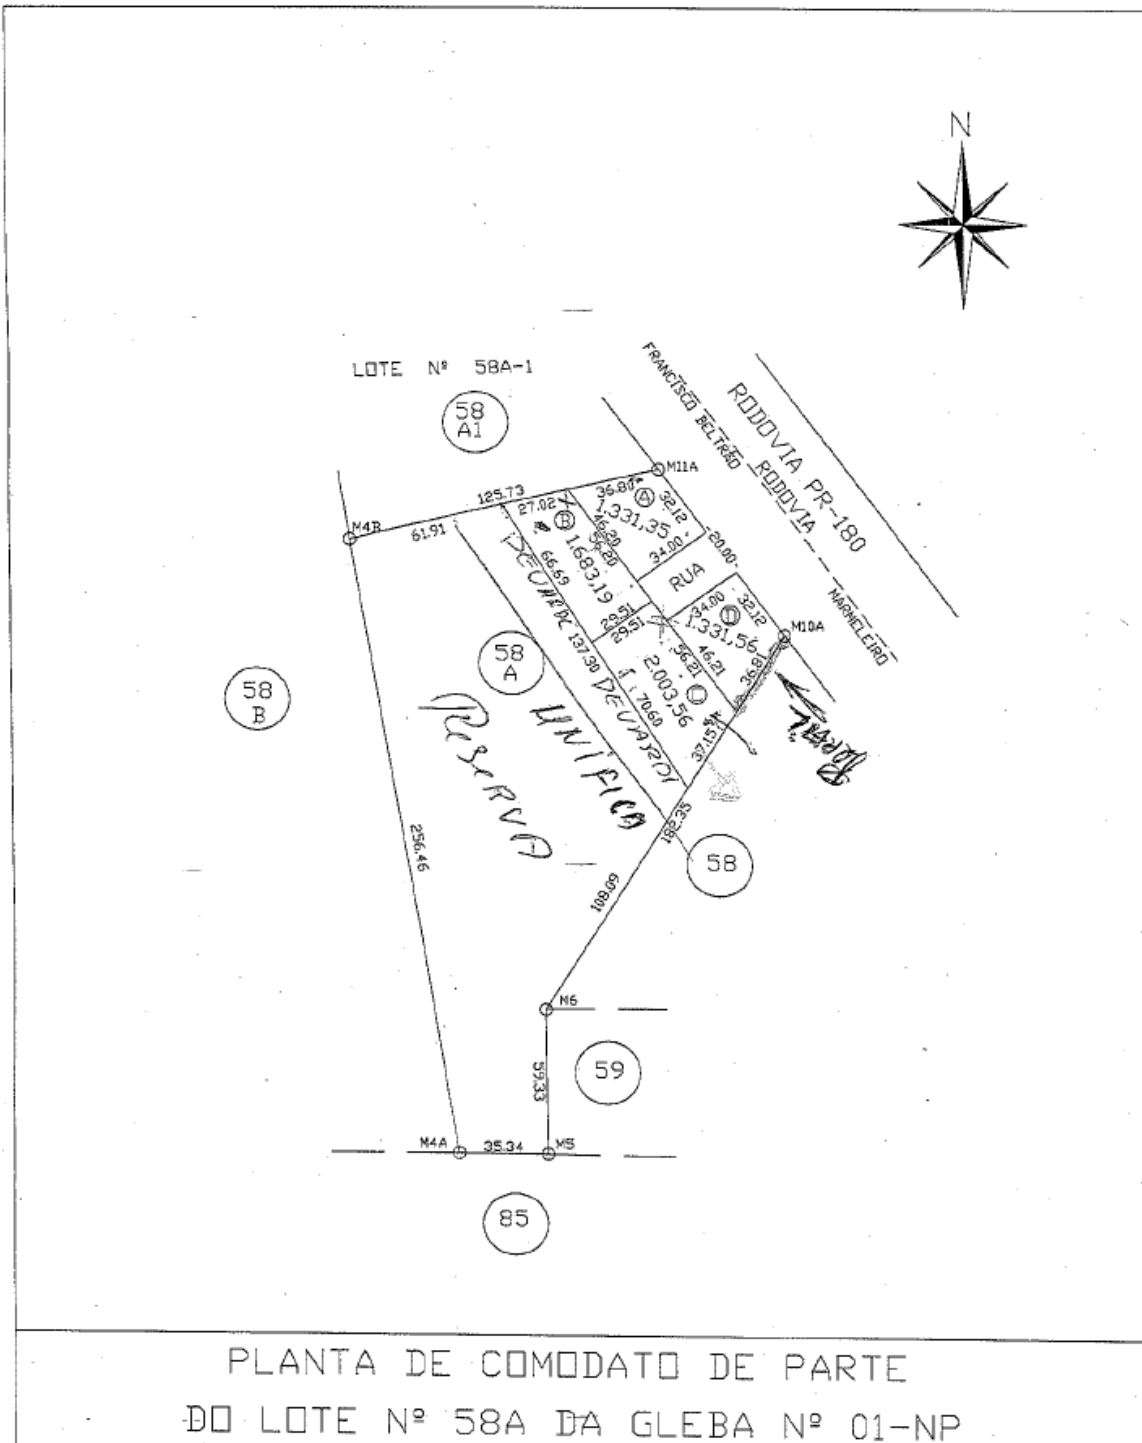 N
LOTE Nº 58A-1
58
A1
FRANCISCO BELTRÃO
RODOVIA PR-180
RODOVIA
MARMELEIRO
M11A
125.73
36.80
A
32.12
1.331,35
27.02
B
46.20
56.20
1.683,19
34.00
20.00
RUA
M4B
61.91
66.69
29.51
29.51
34.00
D
32.12
1.331,56
M10A
46.21
56.21
36.81
58
A
137.30
2.003,56
70.60
37.15
58
B
RESERVA
UNIFICA
182.35
58
256.46
108.09
M6
59.33
59
M4A
35.34
M5
85
PLANTA DE COMODATO DE PARTE
DO LOTE Nº 58A DA GLEBA Nº 01-NP